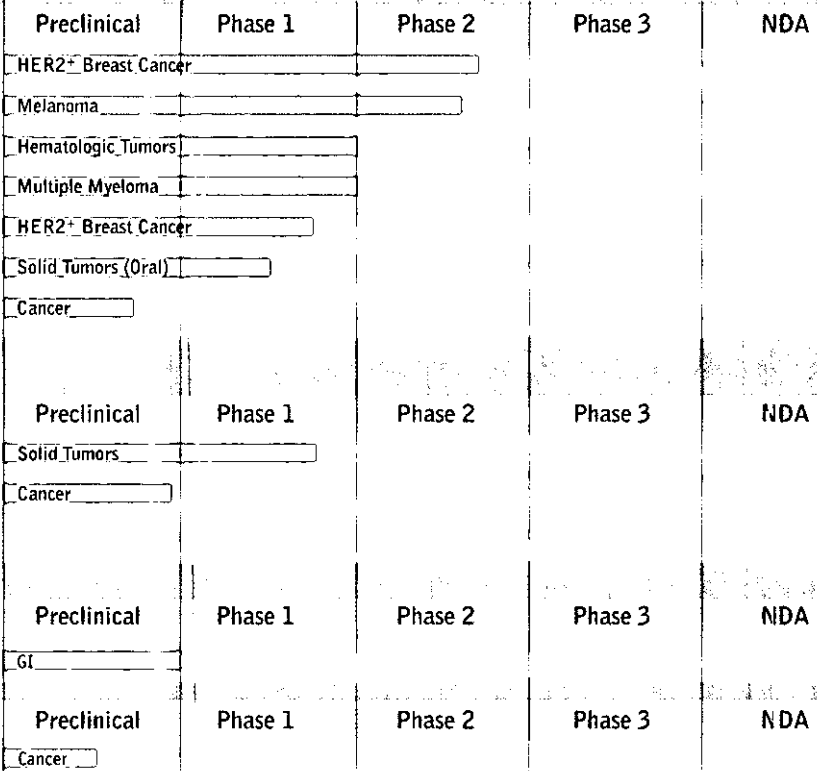 Preclinical Phase 1 Phase 2 Phase 3 NDA
HER2+ Breast Cancer
Melanoma
Hematologic Tumors
Multiple Myeloma
HER2+ Breast Cancer
Solid Tumors (Oral)
Cancer
Preclinical Phase 1 Phase 2 Phase 3 NDA
Solid Tumors
Cancer
Preclinical Phase 1 Phase 2 Phase 3 NDA
GI
Preclinical Phase 1 Phase 2 Phase 3 NDA
Cancer